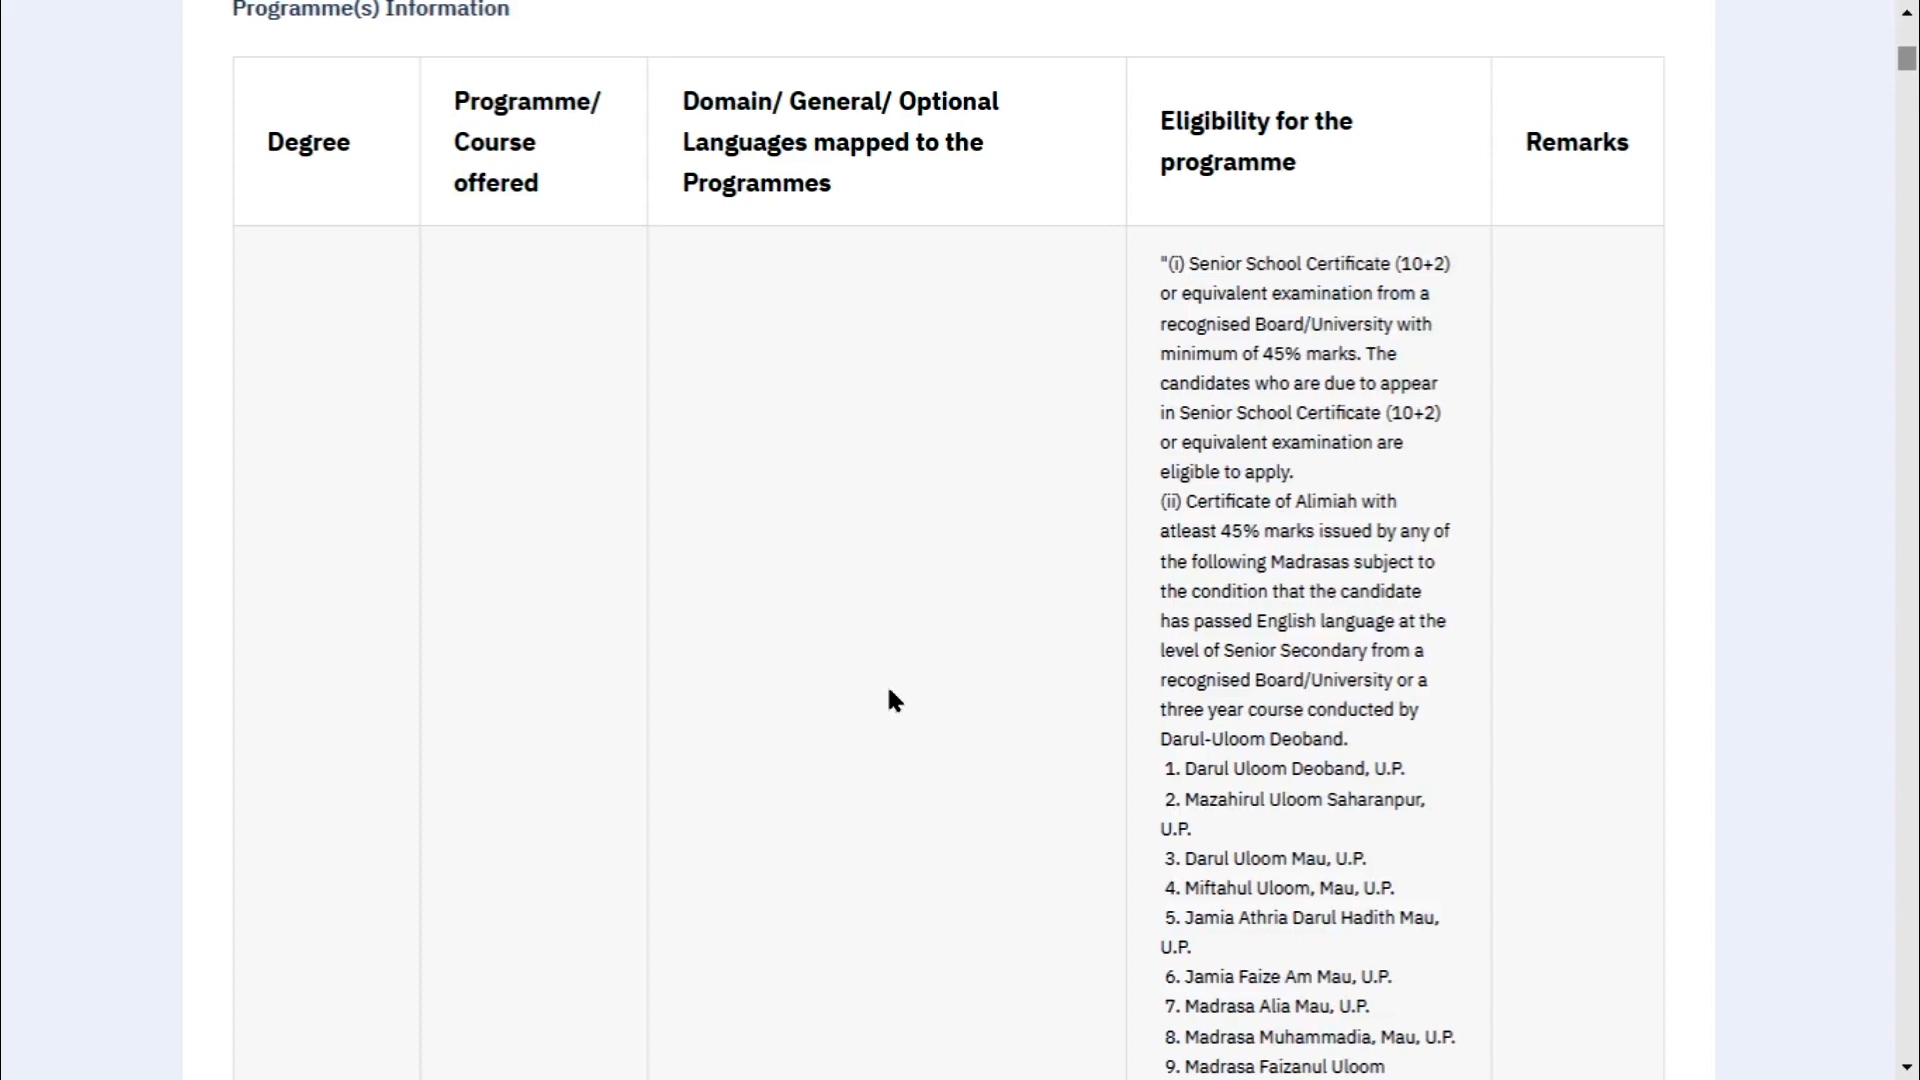 Programme(s) Information
Degree
Programme/
Course
offered
Domain/ General/ Optional
Languages mapped to the
Programmes
Eligibility for the
programme
Remarks
"(i) Senior School Certificate (10+2)
or equivalent examination from a
recognised Board/University with
minimum of 45% marks. The
candidates who are due to appear
in Senior School Certificate (10+2)
or equivalent examination are
eligible to apply.
(ii) Certificate of Alimiah with
atleast 45% marks issued by any of
the following Madrasas subject to
the condition that the candidate
has passed English language at the
level of Senior Secondary from a
recognised Board/University or a
three year course conducted by
Darul-Uloom Deoband.
1. Darul Uloom Deoband, U.P.
2. Mazahirul Uloom Saharanpur,
U.P.
3. Darul Uloom Mau, U.P.
4. Miftahul Uloom, Mau, U.P.
5. Jamia Athria Darul Hadith Mau,
U.P.
6. Jamia Faize Am Mau, U.P.
7. Madrasa Alia Mau, U.P.
8. Madrasa Muhammadia, Mau, U.P.
9. Madrasa Faizanul Uloom